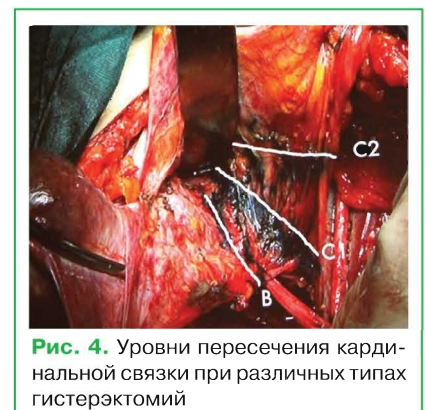 C2
C1
B
Рис. 4. Уровни пересечения карди-
нальной связки при различных типах
гистерэктомий